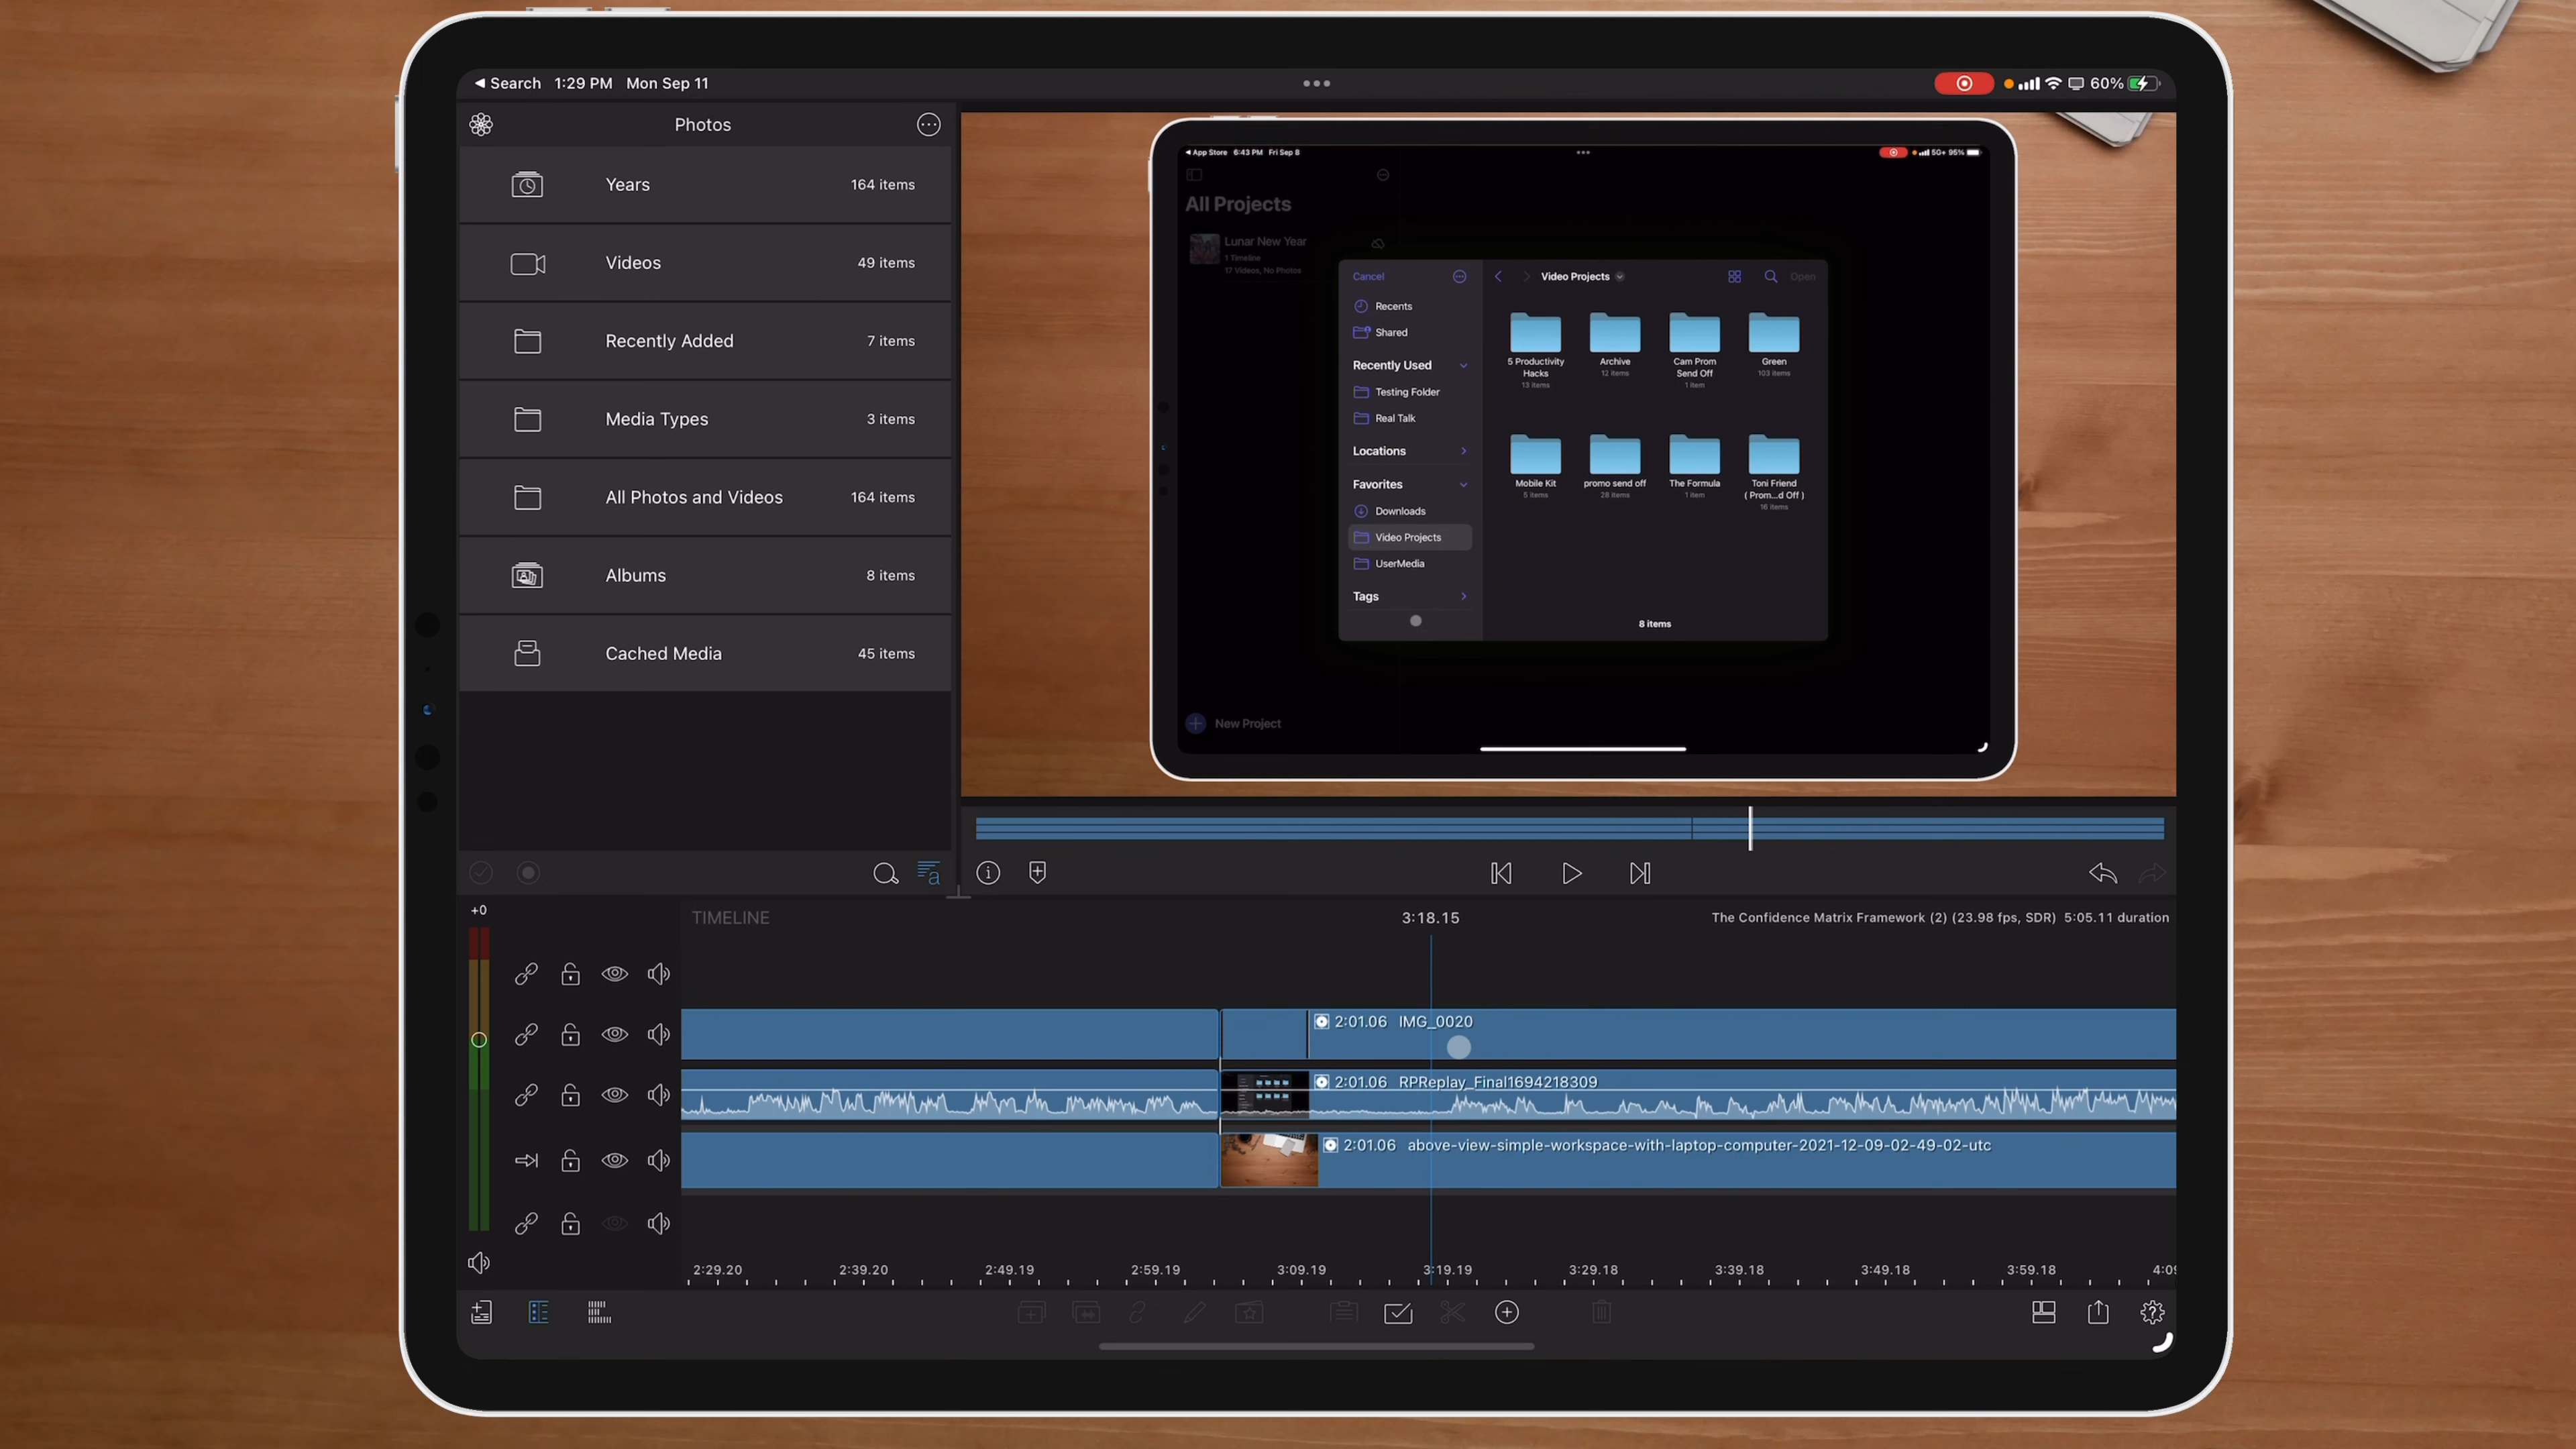 ◀ Search 1:29 PM Mon Sep 11
60%
Photos
Years 164 items
Videos 49 items
Recently Added 7 items
Media Types 3 items
All Photos and Videos 164 items
Albums 8 items
Cached Media 45 items
◀ App Store 6:43 PM Fri Sep 8
5G+ 95%
All Projects
Lunar New Year
1 Timeline
17 Videos, No Photos
New Project
Cancel
Recents
Shared
Recently Used
Testing Folder
Real Talk
Locations
Favorites
Downloads
Video Projects
UserMedia
Tags
Video Projects
Open
5 Productivity
Hacks
13 items
Archive
12 items
Cam Prom
Send Off
1 item
Green
103 items
Mobile Kit
5 items
promo send off
28 items
The Formula
1 item
Toni Friend
( Prom...d Off )
16 items
8 items
+0
TIMELINE
3:18.15
The Confidence Matrix Framework (2) (23.98 fps, SDR) 5:05.11 duration
2:01.06 IMG_0020
2:01.06 RPReplay_Final1694218309
2:01.06 above-view-simple-workspace-with-laptop-computer-2021-12-09-02-49-02-utc
2:29.20 2:39.20 2:49.19 2:59.19 3:09.19 3:19.19 3:29.18 3:39.18 3:49.18 3:59.18 4:09